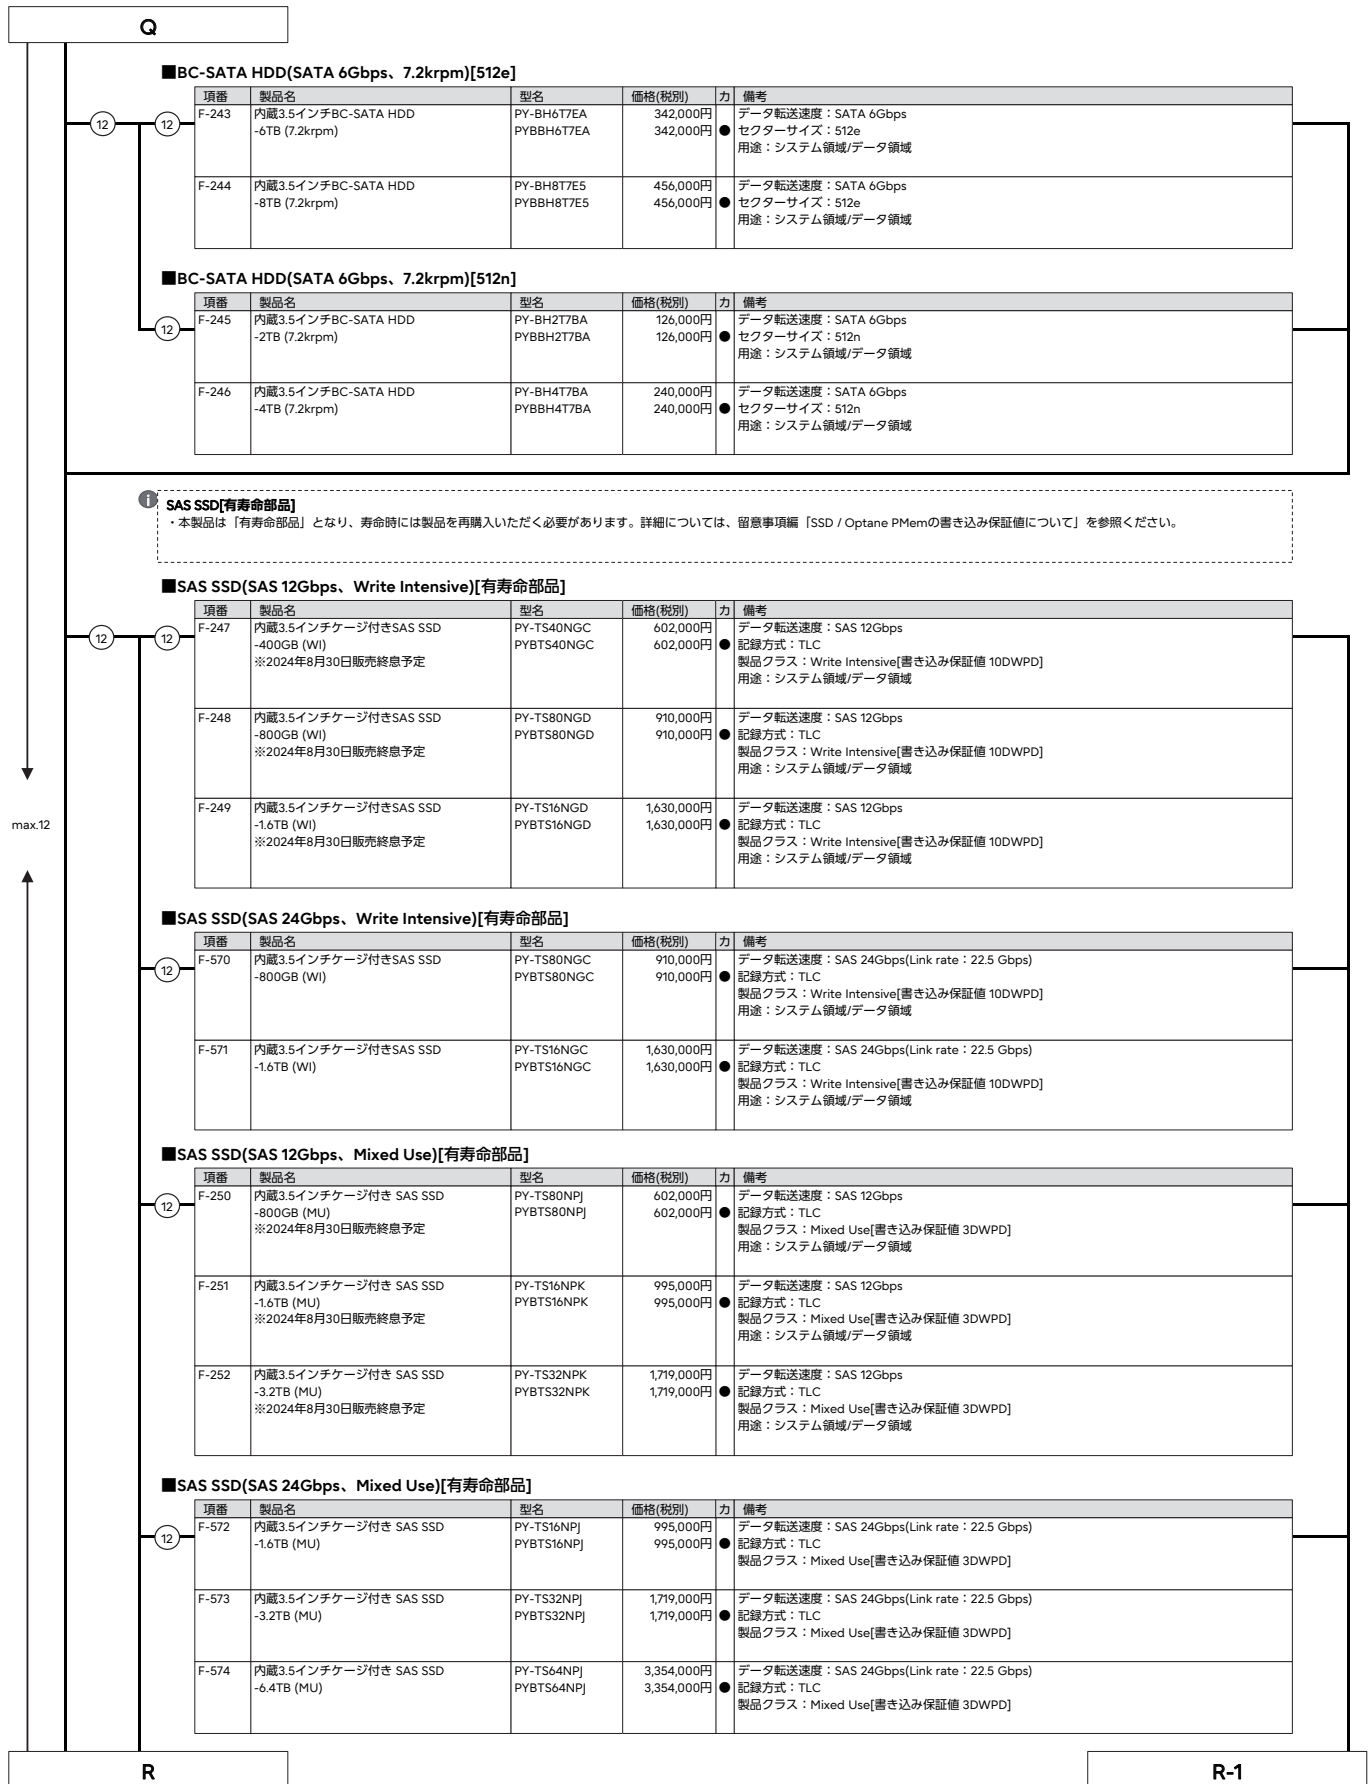 Q
■BC-SATA HDD(SATA 6Gbps、7.2krpm)[512e]
項番 製品名 型名 価格(税別) カ 備考
12 12 F-243 内蔵3.5インチBC-SATA HDD PY-BH6T7EA 342,000円 データ転送速度：SATA 6Gbps
-6TB (7.2krpm) PYBBH6T7EA 342,000円 ● セクターサイズ：512e
用途：システム領域/データ領域
F-244 内蔵3.5インチBC-SATA HDD PY-BH8T7E5 456,000円 データ転送速度：SATA 6Gbps
-8TB (7.2krpm) PYBBH8T7E5 456,000円 ● セクターサイズ：512e
用途：システム領域/データ領域
■BC-SATA HDD(SATA 6Gbps、7.2krpm)[512n]
項番 製品名 型名 価格(税別) カ 備考
12 F-245 内蔵3.5インチBC-SATA HDD PY-BH2T7BA 126,000円 データ転送速度：SATA 6Gbps
-2TB (7.2krpm) PYBBH2T7BA 126,000円 ● セクターサイズ：512n
用途：システム領域/データ領域
F-246 内蔵3.5インチBC-SATA HDD PY-BH4T7BA 240,000円 データ転送速度：SATA 6Gbps
-4TB (7.2krpm) PYBBH4T7BA 240,000円 ● セクターサイズ：512n
用途：システム領域/データ領域
i SAS SSD[有寿命部品]
・本製品は「有寿命部品」となり、寿命時には製品を再購入いただく必要があります。詳細については、留意事項編「SSD / Optane PMemの書き込み保証値について」を参照ください。
■SAS SSD(SAS 12Gbps、Write Intensive)[有寿命部品]
項番 製品名 型名 価格(税別) カ 備考
12 12 F-247 内蔵3.5インチケージ付きSAS SSD PY-TS40NGC 602,000円 データ転送速度：SAS 12Gbps
-400GB (WI) PYBTS40NGC 602,000円 ● 記録方式：TLC
※2024年8月30日販売終息予定 製品クラス：Write Intensive[書き込み保証値 10DWPD]
用途：システム領域/データ領域
F-248 内蔵3.5インチケージ付きSAS SSD PY-TS80NGD 910,000円 データ転送速度：SAS 12Gbps
-800GB (WI) PYBTS80NGD 910,000円 ● 記録方式：TLC
※2024年8月30日販売終息予定 製品クラス：Write Intensive[書き込み保証値 10DWPD]
用途：システム領域/データ領域
F-249 内蔵3.5インチケージ付きSAS SSD PY-TS16NGD 1,630,000円 データ転送速度：SAS 12Gbps
max.12 -1.6TB (WI) PYBTS16NGD 1,630,000円 ● 記録方式：TLC
※2024年8月30日販売終息予定 製品クラス：Write Intensive[書き込み保証値 10DWPD]
用途：システム領域/データ領域
■SAS SSD(SAS 24Gbps、Write Intensive)[有寿命部品]
項番 製品名 型名 価格(税別) カ 備考
12 F-570 内蔵3.5インチケージ付きSAS SSD PY-TS80NGC 910,000円 データ転送速度：SAS 24Gbps(Link rate：22.5 Gbps)
-800GB (WI) PYBTS80NGC 910,000円 ● 記録方式：TLC
製品クラス：Write Intensive[書き込み保証値 10DWPD]
用途：システム領域/データ領域
F-571 内蔵3.5インチケージ付きSAS SSD PY-TS16NGC 1,630,000円 データ転送速度：SAS 24Gbps(Link rate：22.5 Gbps)
-1.6TB (WI) PYBTS16NGC 1,630,000円 ● 記録方式：TLC
製品クラス：Write Intensive[書き込み保証値 10DWPD]
用途：システム領域/データ領域
■SAS SSD(SAS 12Gbps、Mixed Use)[有寿命部品]
項番 製品名 型名 価格(税別) カ 備考
12 F-250 内蔵3.5インチケージ付き SAS SSD PY-TS80NPJ 602,000円 データ転送速度：SAS 12Gbps
-800GB (MU) PYBTS80NPJ 602,000円 ● 記録方式：TLC
※2024年8月30日販売終息予定 製品クラス：Mixed Use[書き込み保証値 3DWPD]
用途：システム領域/データ領域
F-251 内蔵3.5インチケージ付き SAS SSD PY-TS16NPK 995,000円 データ転送速度：SAS 12Gbps
-1.6TB (MU) PYBTS16NPK 995,000円 ● 記録方式：TLC
※2024年8月30日販売終息予定 製品クラス：Mixed Use[書き込み保証値 3DWPD]
用途：システム領域/データ領域
F-252 内蔵3.5インチケージ付き SAS SSD PY-TS32NPK 1,719,000円 データ転送速度：SAS 12Gbps
-3.2TB (MU) PYBTS32NPK 1,719,000円 ● 記録方式：TLC
※2024年8月30日販売終息予定 製品クラス：Mixed Use[書き込み保証値 3DWPD]
用途：システム領域/データ領域
■SAS SSD(SAS 24Gbps、Mixed Use)[有寿命部品]
項番 製品名 型名 価格(税別) カ 備考
12 F-572 内蔵3.5インチケージ付き SAS SSD PY-TS16NPJ 995,000円 データ転送速度：SAS 24Gbps(Link rate：22.5 Gbps)
-1.6TB (MU) PYBTS16NPJ 995,000円 ● 記録方式：TLC
製品クラス：Mixed Use[書き込み保証値 3DWPD]
F-573 内蔵3.5インチケージ付き SAS SSD PY-TS32NPJ 1,719,000円 データ転送速度：SAS 24Gbps(Link rate：22.5 Gbps)
-3.2TB (MU) PYBTS32NPJ 1,719,000円 ● 記録方式：TLC
製品クラス：Mixed Use[書き込み保証値 3DWPD]
F-574 内蔵3.5インチケージ付き SAS SSD PY-TS64NPJ 3,354,000円 データ転送速度：SAS 24Gbps(Link rate：22.5 Gbps)
-6.4TB (MU) PYBTS64NPJ 3,354,000円 ● 記録方式：TLC
製品クラス：Mixed Use[書き込み保証値 3DWPD]
R R-1